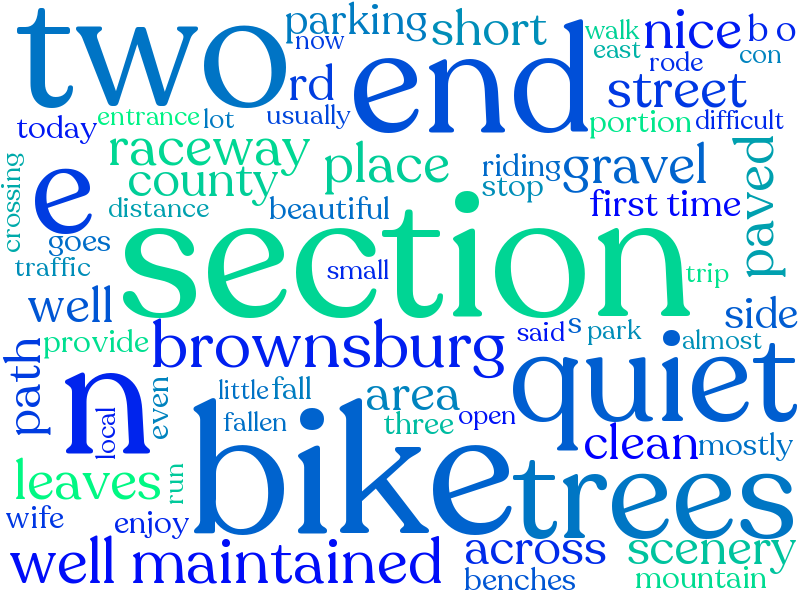 two
parking
now
short
walk
east
nice
b o
con
rode
rd
end
street
usually
portion
difficult
today
entrance
lot
raceway
county
place
riding
stop
gravel
paved
crossing
e
distance
beautiful
first time
goes
traffic
section
small
trip
well
side
provide
brownsburg
said
s
park
almost
path
n
local
even
little
fall
fallen
area
three
open
quiet
clean
mostly
leaves
run
bike
trees
wife
enjoy
well maintained
across
benches
scenery
mountain